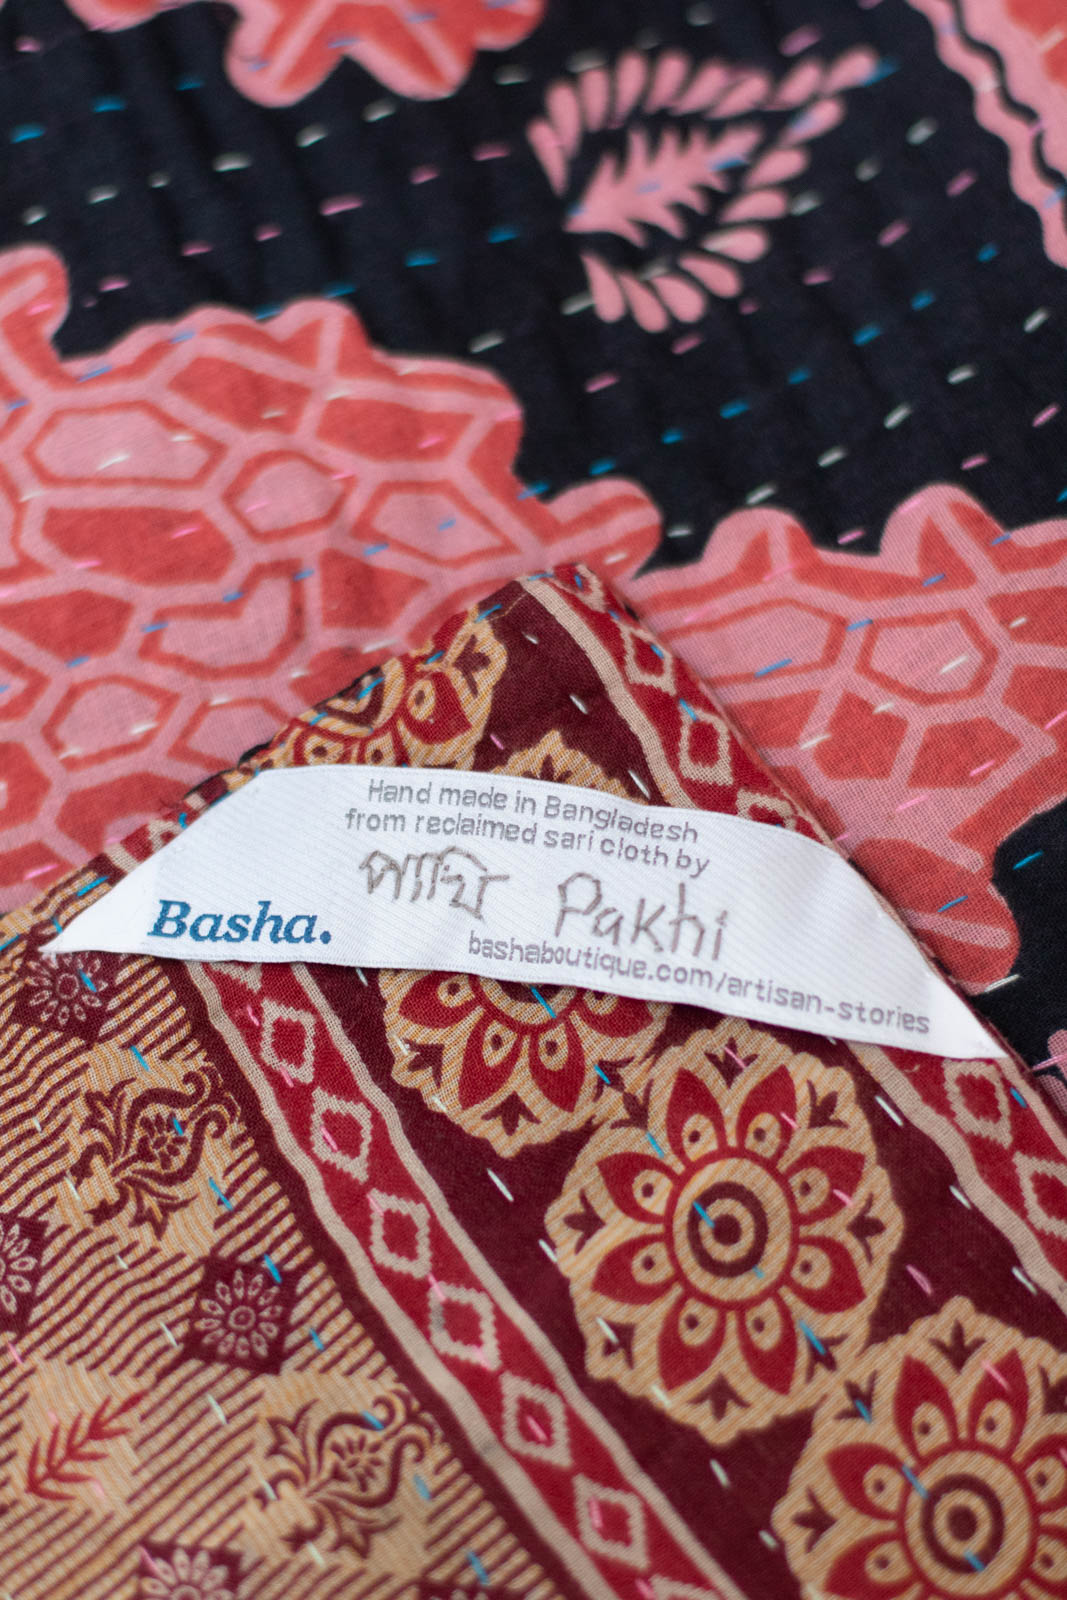 Hand made in Bangladesh
from reclaimed sari cloth by
পাখি Pakhi
Basha.
bashaboutique.com/artisan-stories